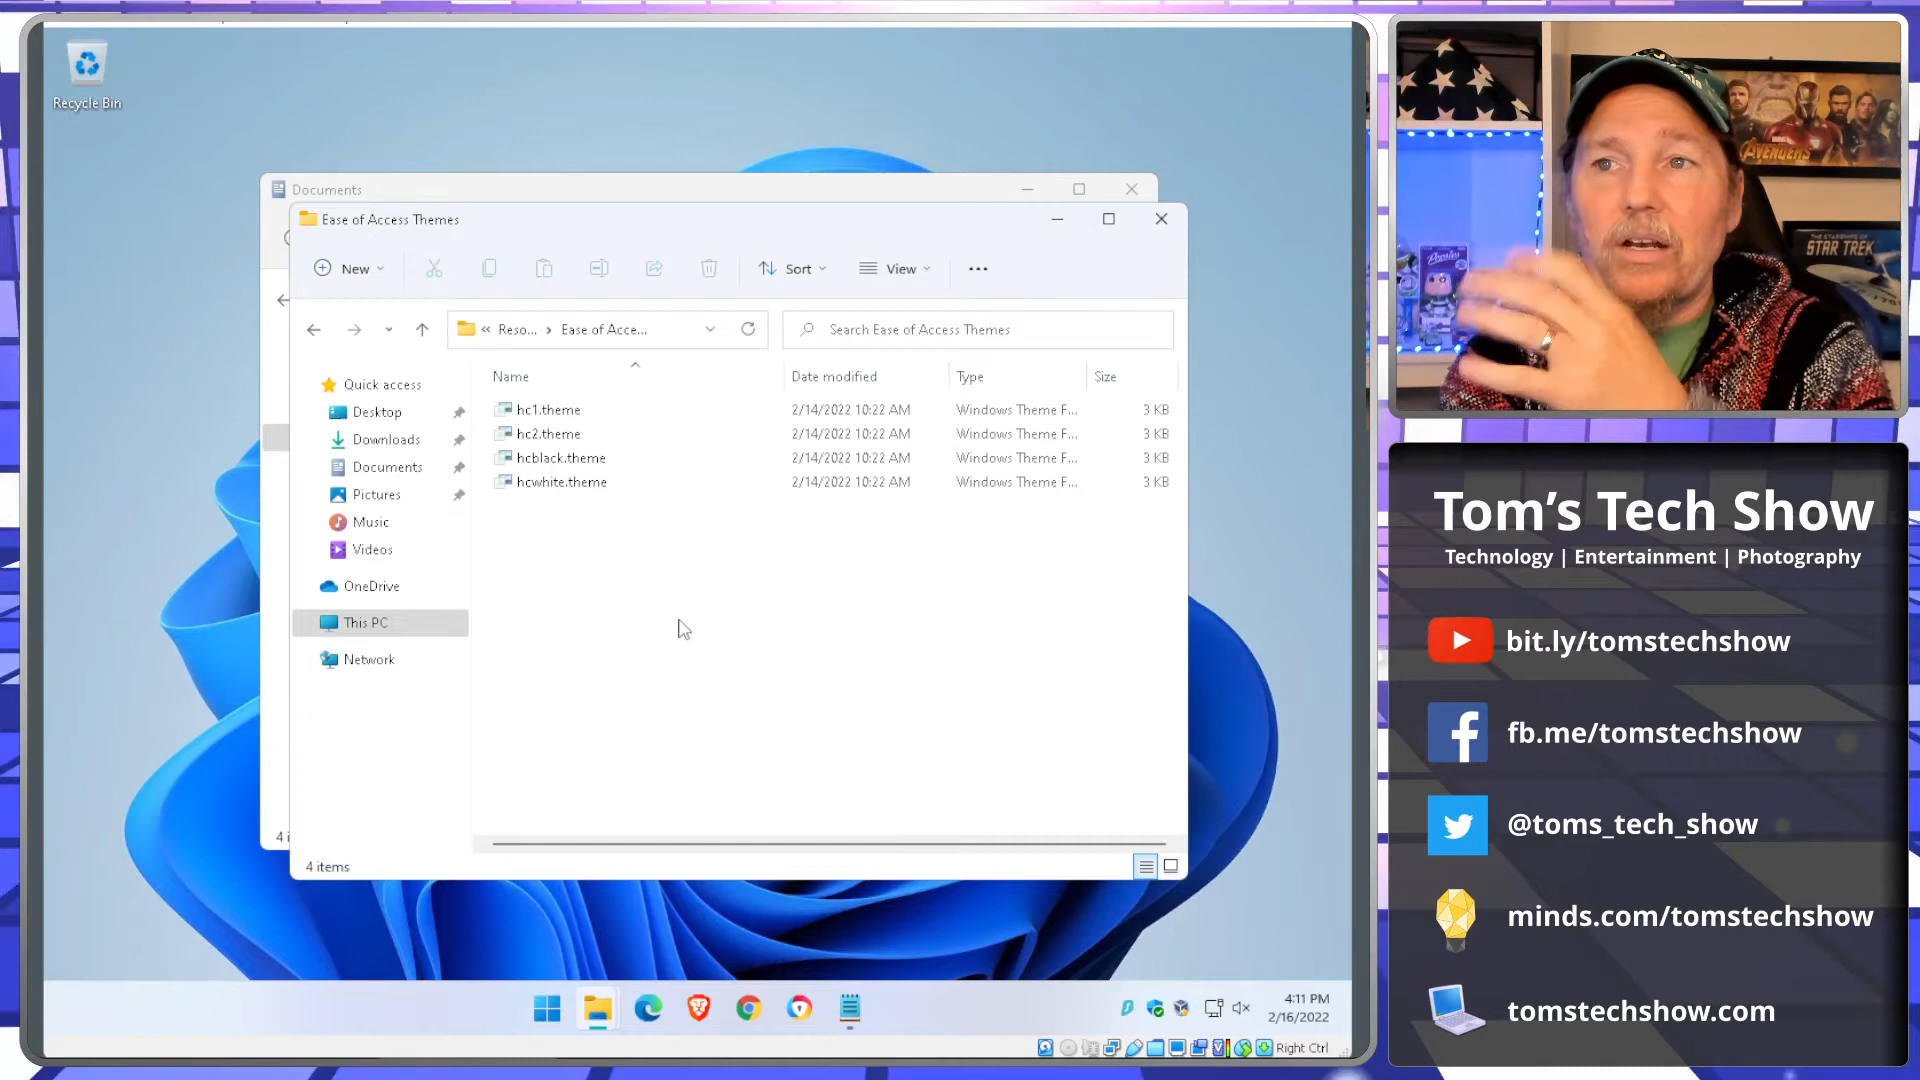 Recycle Bin
Documents
Ease of Access Themes
New
Sort
View
Reso...
Ease of Acce...
Search Ease of Access Themes
Name
Date modified
Type
Size
Quick access
Desktop
Downloads
Documents
Pictures
Music
Videos
OneDrive
This PC
Network
hc1.theme 2/14/2022 10:22 AM Windows Theme F... 3 KB
hc2.theme 2/14/2022 10:22 AM Windows Theme F... 3 KB
hcblack.theme 2/14/2022 10:22 AM Windows Theme F... 3 KB
hcwhite.theme 2/14/2022 10:22 AM Windows Theme F... 3 KB
4 i
4 items
4:11 PM
2/16/2022
Right Ctrl
AVENGERS
STAR TREK
Tom's Tech Show
Technology | Entertainment | Photography
bit.ly/tomstechshow
fb.me/tomstechshow
@toms_tech_show
minds.com/tomstechshow
tomstechshow.com